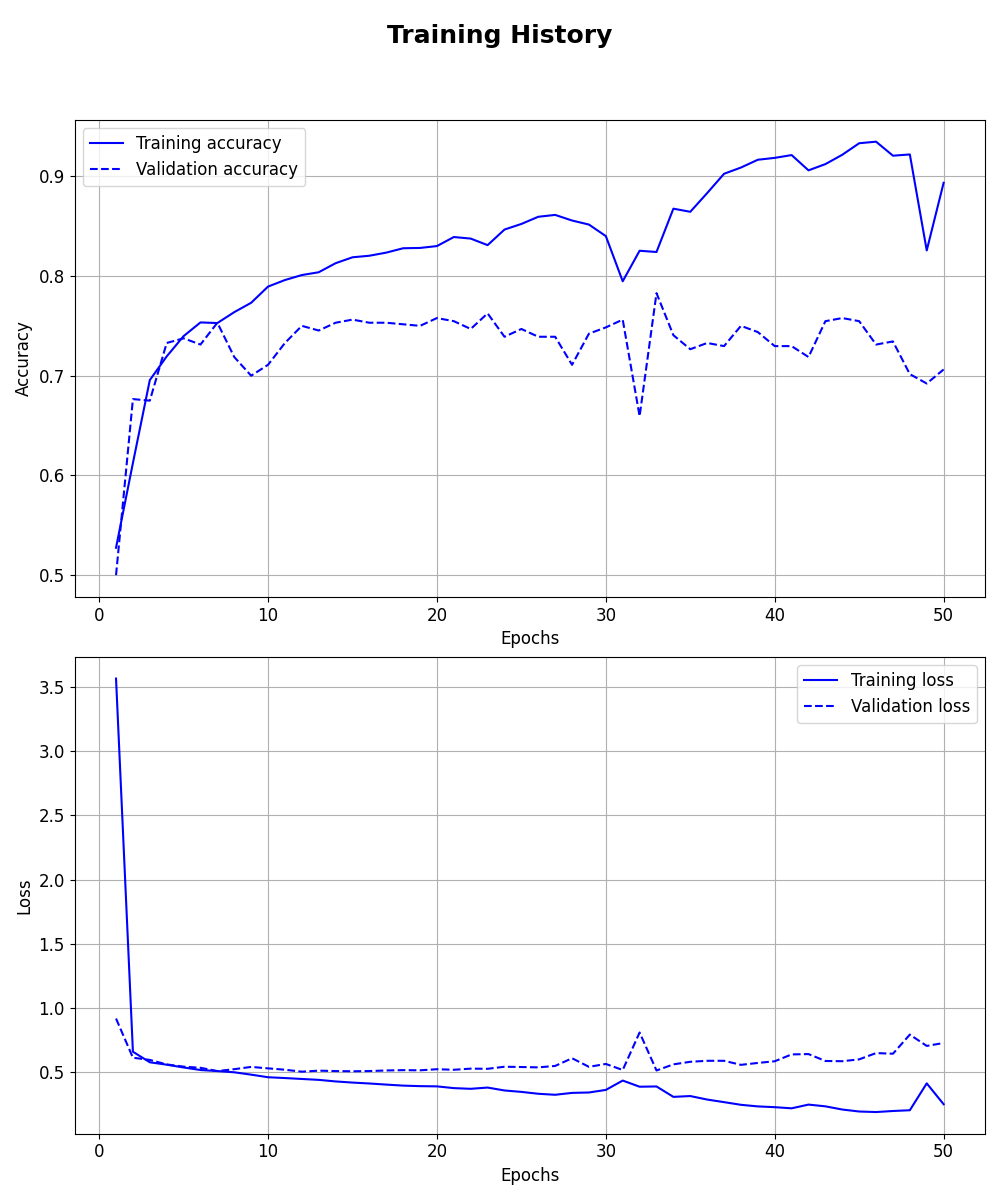 Training History
Training accuracy
Validation accuracy
0.9
0.8
0.7
0.6
0.5
Accuracy
0 10 20 30 40 50
Epochs
Training loss
Validation loss
3.5
3.0
2.5
2.0
1.5
1.0
0.5
Loss
0 10 20 30 40 50
Epochs